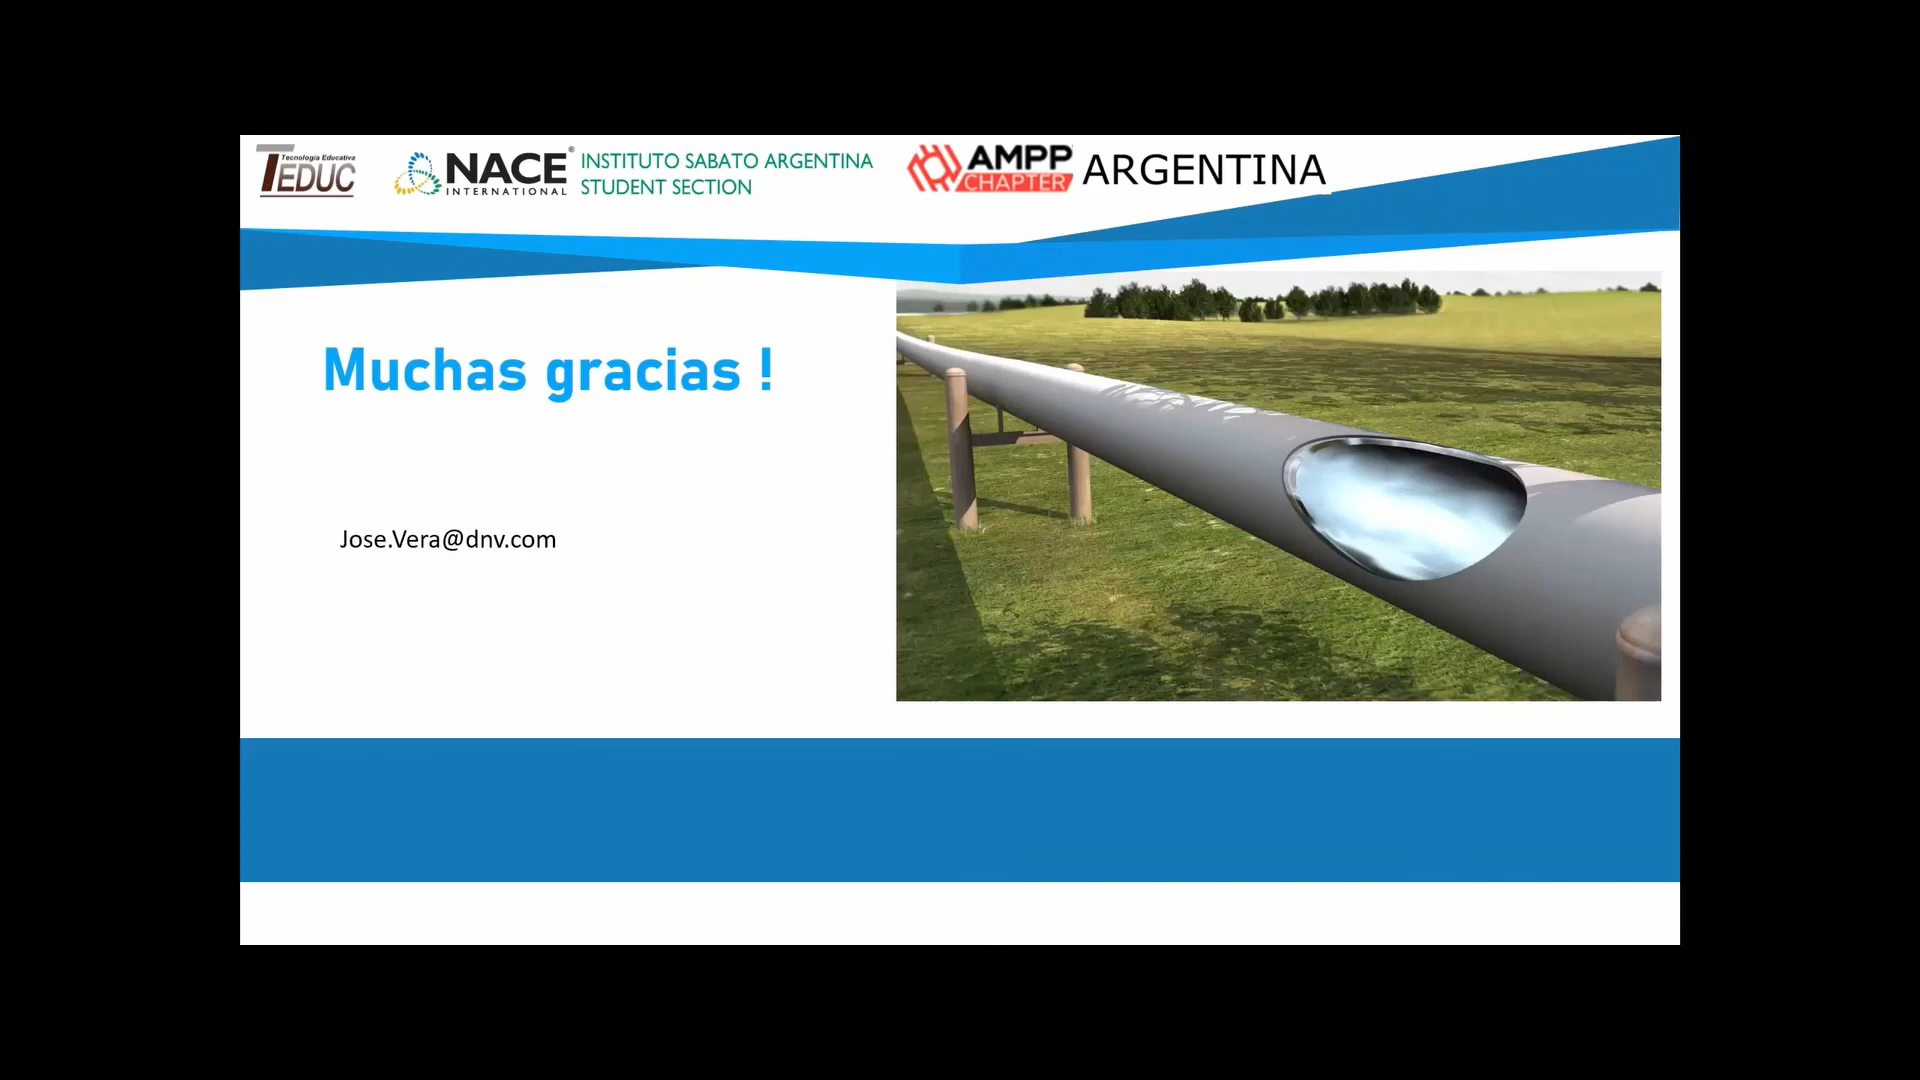 Tecnología Educativa
TEDUC
NACE®
INTERNATIONAL
INSTITUTO SABATO ARGENTINA
STUDENT SECTION
AMPP
CHAPTER
ARGENTINA
Muchas gracias !
Jose.Vera@dnv.com